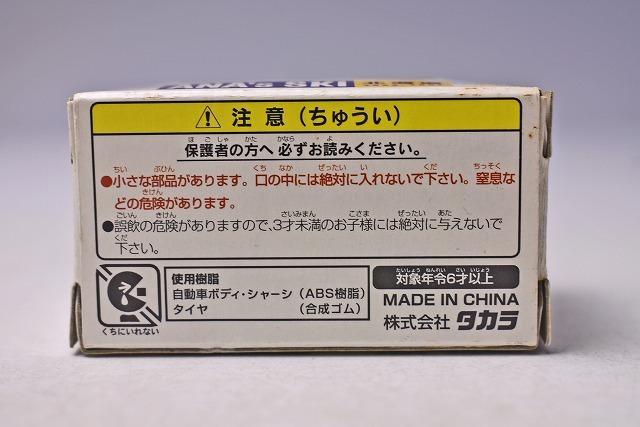 ANA'S SKI
⚠ 注意（ちゅうい）
保護者の方へ 必ずお読みください。
●小さな部品があります。口の中には絶対に入れないで下さい。窒息な
どの危険があります。
●誤飲の危険がありますので、3才未満のお子様には絶対に与えないで
下さい。
くちにいれない
使用樹脂
自動車ボディ・シャーシ（ABS樹脂）
タイヤ（合成ゴム）
対象年令6才以上
MADE IN CHINA
株式会社 タカラ